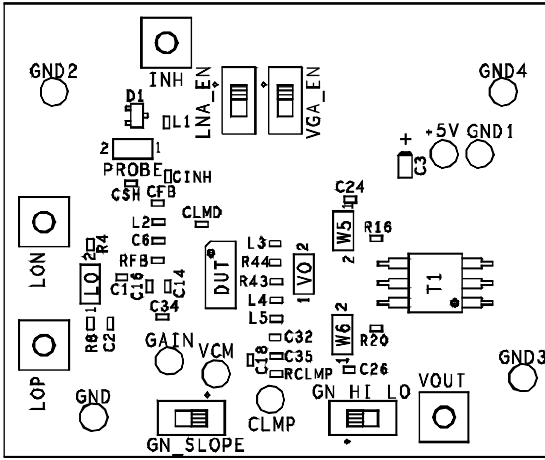 GND2
INH
LNA_EN
VGA_EN
GND4
D1
L1
+
+5V
GND1
C3
2
1
PROBE
CINH
CSH
CFB
C24
1
CLMD
L2
C6
RFB
LON
R4
2
LO
1
C1
C16
C14
C34
DUT
L3
R44
R43
L4
L5
C32
C35
RCLMP
C18
2
VO
1
W5
2
R16
T1
2
W6
1
R20
C26
R8
C2
LOP
GAIN
VCM
GND3
GND
GN_SLOPE
CLMP
GN HI LO
VOUT